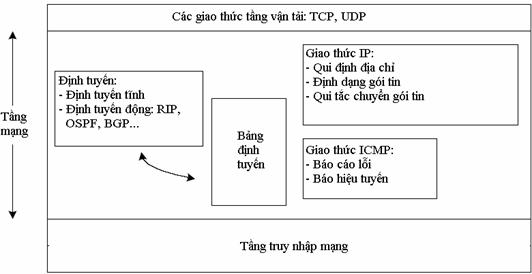 Các giao thức tầng vận tải: TCP, UDP
Tầng
mạng
Định tuyến:
- Định tuyến tĩnh
- Định tuyến động: RIP,
OSPF, BGP...
Bảng
định
tuyến
Giao thức IP:
- Qui định địa chỉ
- Định dạng gói tin
- Qui tắc chuyển gói tin
Giao thức ICMP:
- Báo cáo lỗi
- Báo hiệu tuyến
Tầng truy nhập mạng